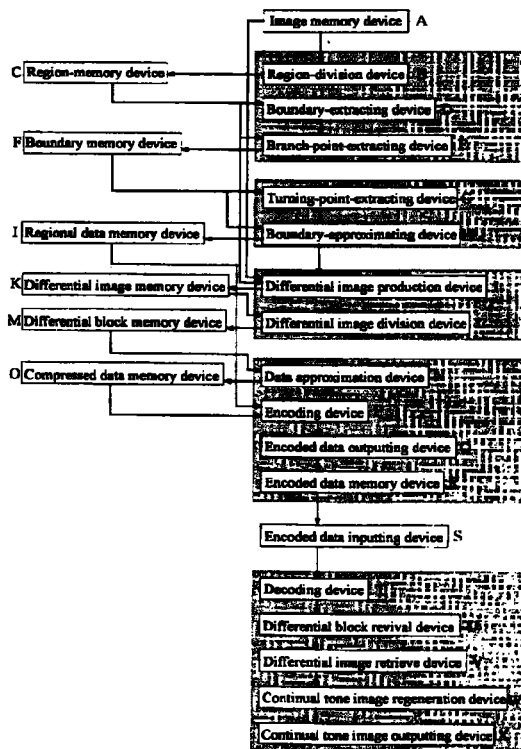 Image memory device A
C Region-memory device
Region-division device
Boundary-extracting device
F Boundary memory device
Branch-point-extracting device
Turning-point-extracting device
I Regional data memory device
Boundary-approximating device
K Differential image memory device
Differential image production device
M Differential block memory device
Differential image division device
O Compressed data memory device
Data approximation device
Encoding device
Encoded data outputting device
Encoded data memory device
Encoded data inputting device S
Decoding device
Differential block revival device
Differential image retrieve device
Continual tone image regeneration device
Continual tone image outputting device